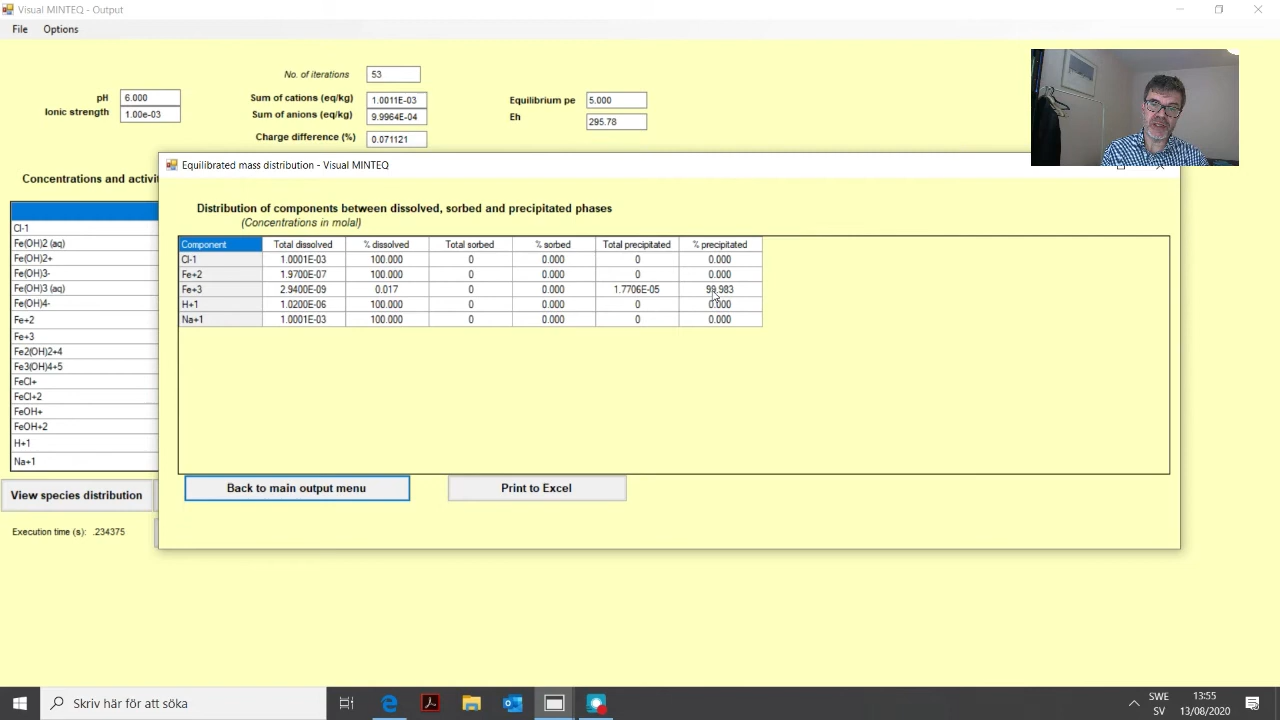 Visual MINTEQ - Output
File Options
No. of iterations 53
pH 6.000 Sum of cations (eq/kg) 1.0011E-03 Equilibrium pe 5.000
Ionic strength 1.00e-03 Sum of anions (eq/kg) 9.9964E-04 Eh 295.78
Charge difference (%) 0.071121
Equilibrated mass distribution - Visual MINTEQ
Concentrations and activi
Distribution of components between dissolved, sorbed and precipitated phases
(Concentrations in molal)
Component Total dissolved % dissolved Total sorbed % sorbed Total precipitated % precipitated
Cl-1 1.0001E-03 100.000 0 0.000 0 0.000
Fe+2 1.9700E-07 100.000 0 0.000 0 0.000
Fe+3 2.9400E-09 0.017 0 0.000 1.7706E-05 99.983
H+1 1.0200E-06 100.000 0 0.000 0 0.000
Na+1 1.0001E-03 100.000 0 0.000 0 0.000
Cl-1
Fe(OH)2 (aq)
Fe(OH)2+
Fe(OH)3-
Fe(OH)3 (aq)
Fe(OH)4-
Fe+2
Fe+3
Fe2(OH)2+4
Fe3(OH)4+5
FeCl+
FeCl+2
FeOH+
FeOH+2
H+1
Na+1
Back to main output menu Print to Excel
View species distribution
Execution time (s): .234375
Skriv här för att söka
SWE 13:55
SV 13/08/2020